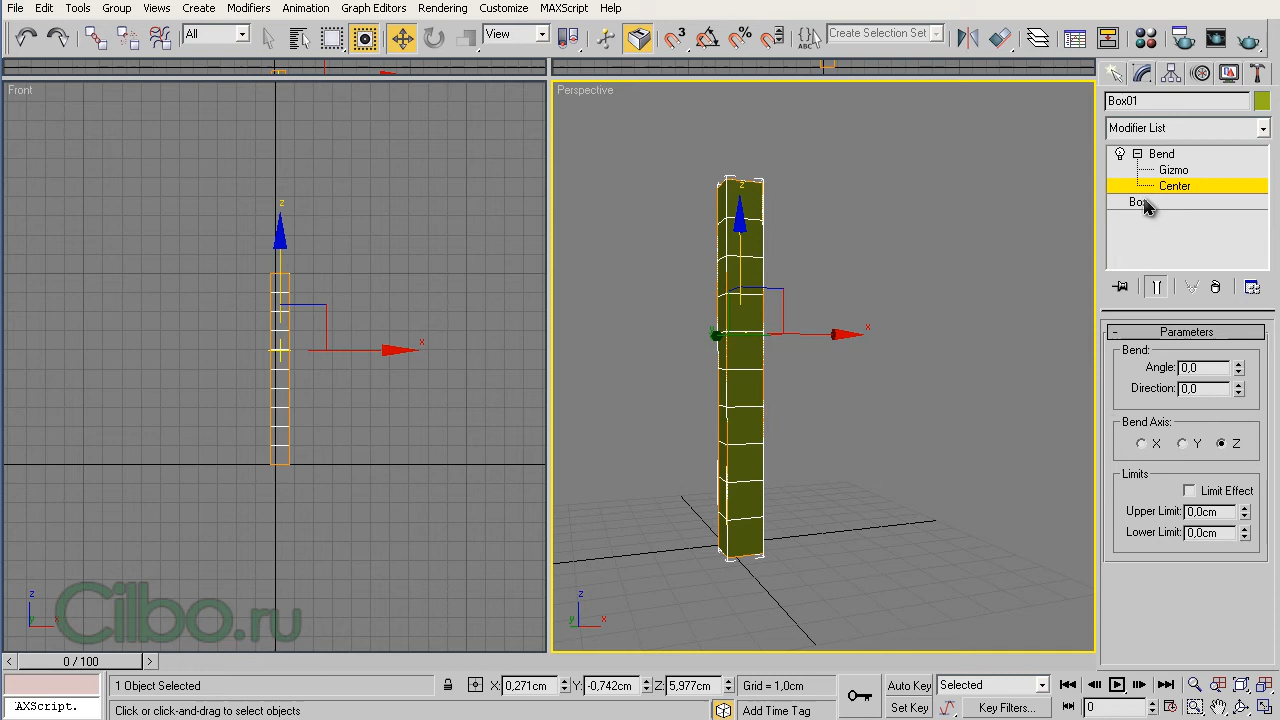 File Edit Tools Group Views Create Modifiers Animation Graph Editors Rendering Customize MAXScript Help
All View 3 % Create Selection Set
Front
Perspective
Box01
Modifier List
Bend
Gizmo
Center
Box
Parameters
Bend:
Angle: 0,0
Direction: 0,0
Bend Axis:
X Y Z
Limits
Limit Effect
Upper Limit: 0,0cm
Lower Limit: 0,0cm
z
x
z
x
z
x
z
x
y
Cilbo.ru
0 / 100
1 Object Selected X: 0,271cm Y: -0,742cm Z: 5,977cm Grid = 1,0cm Auto Key Selected
AXScript. Click or click-and-drag to select objects Add Time Tag Set Key Key Filters... 0